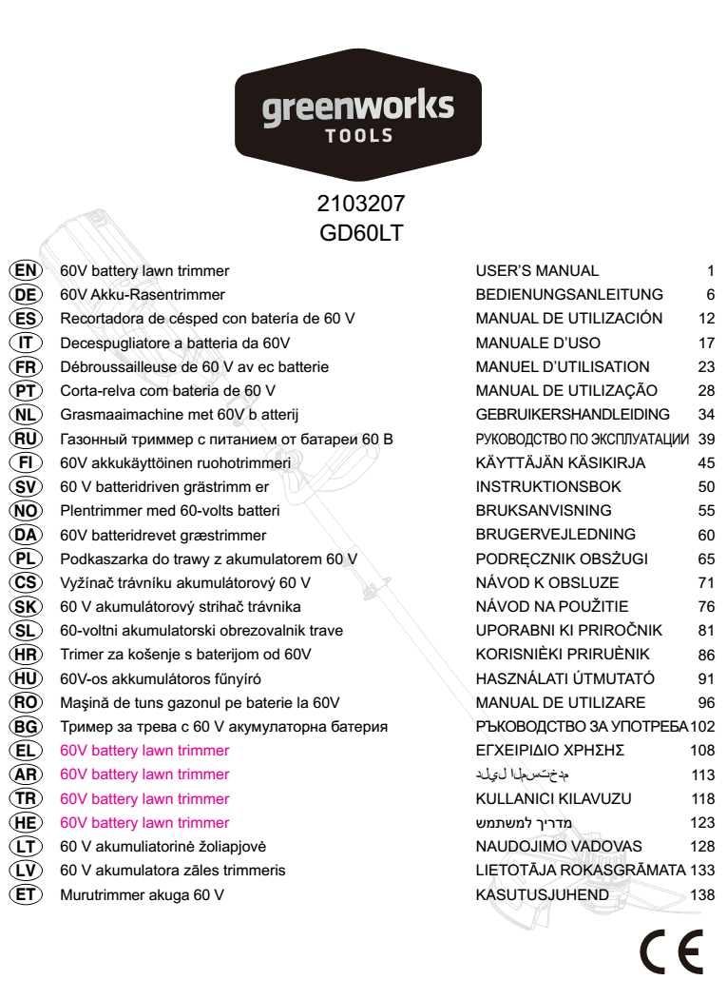 greenworks
TOOLS
2103207
GD60LT
EN 60V battery lawn trimmer USER'S MANUAL 1
DE 60V Akku-Rasentrimmer BEDIENUNGSANLEITUNG 6
ES Recortadora de césped con batería de 60 V MANUAL DE UTILIZACIÓN 12
IT Decespugliatore a batteria da 60V MANUALE D'USO 17
FR Débroussailleuse de 60 V av ec batterie MANUEL D'UTILISATION 23
PT Corta-relva com bateria de 60 V MANUAL DE UTILIZAÇÃO 28
NL Grasmaaimachine met 60V b atterij GEBRUIKERSHANDLEIDING 34
RU Газонный триммер с питанием от батареи 60 В РУКОВОДСТВО ПО ЭКСПЛУАТАЦИИ 39
FI 60V akkukäyttöinen ruohotrimmeri KÄYTTÄJÄN KÄSIKIRJA 45
SV 60 V batteridriven grästrimm er INSTRUKTIONSBOK 50
NO Plentrimmer med 60-volts batteri BRUKSANVISNING 55
DA 60V batteridrevet græstrimmer BRUGERVEJLEDNING 60
PL Podkaszarka do trawy z akumulatorem 60 V PODRĘCZNIK OBSŻUGI 65
CS Vyžínač trávníku akumulátorový 60 V NÁVOD K OBSLUZE 71
SK 60 V akumulátorový strihač trávnika NÁVOD NA POUŽITIE 76
SL 60-voltni akumulatorski obrezovalnik trave UPORABNI KI PRIROČNIK 81
HR Trimer za košenje s baterijom od 60V KORISNIÈKI PRIRUÈNIK 86
HU 60V-os akkumulátoros fűnyíró HASZNÁLATI ÚTMUTATÓ 91
RO Mașină de tuns gazonul pe baterie la 60V MANUAL DE UTILIZARE 96
BG Тример за трева с 60 V акумулаторна батерия РЪКОВОДСТВО ЗА УПОТРЕБА 102
EL 60V battery lawn trimmer ΕΓΧΕΙΡΙΔΙΟ ΧΡΗΣΗΣ 108
AR 60V battery lawn trimmer مدختسملا ليلد 113
TR 60V battery lawn trimmer KULLANICI KILAVUZU 118
HE 60V battery lawn trimmer מדריך למשתמש 123
LT 60 V akumuliatorinė žoliapjovė NAUDOJIMO VADOVAS 128
LV 60 V akumulatora zāles trimmeris LIETOTĀJA ROKASGRĀMATA 133
ET Murutrimmer akuga 60 V KASUTUSJUHEND 138
CE